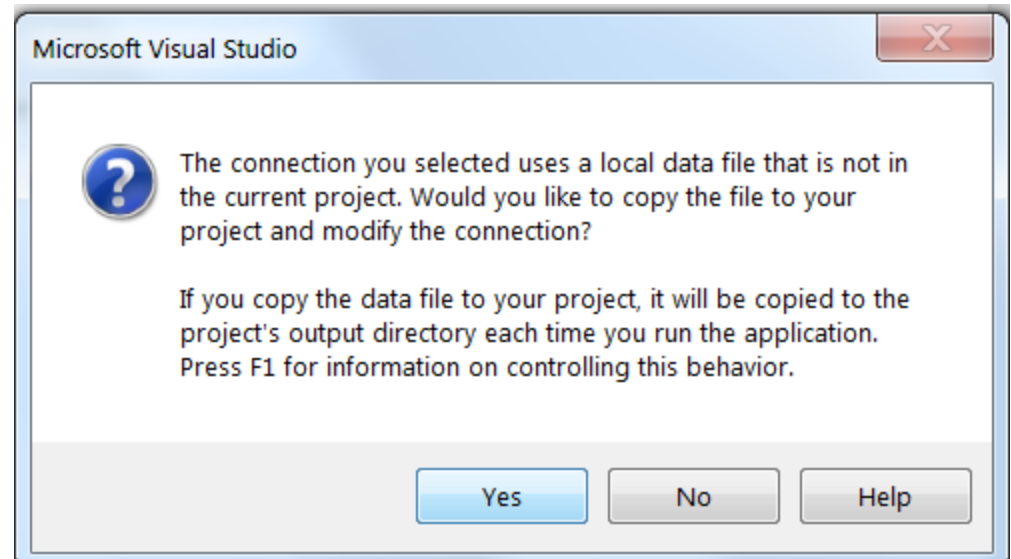 Microsoft Visual Studio
X
?
The connection you selected uses a local data file that is not in
the current project. Would you like to copy the file to your
project and modify the connection?
If you copy the data file to your project, it will be copied to the
project's output directory each time you run the application.
Press F1 for information on controlling this behavior.
Yes No Help